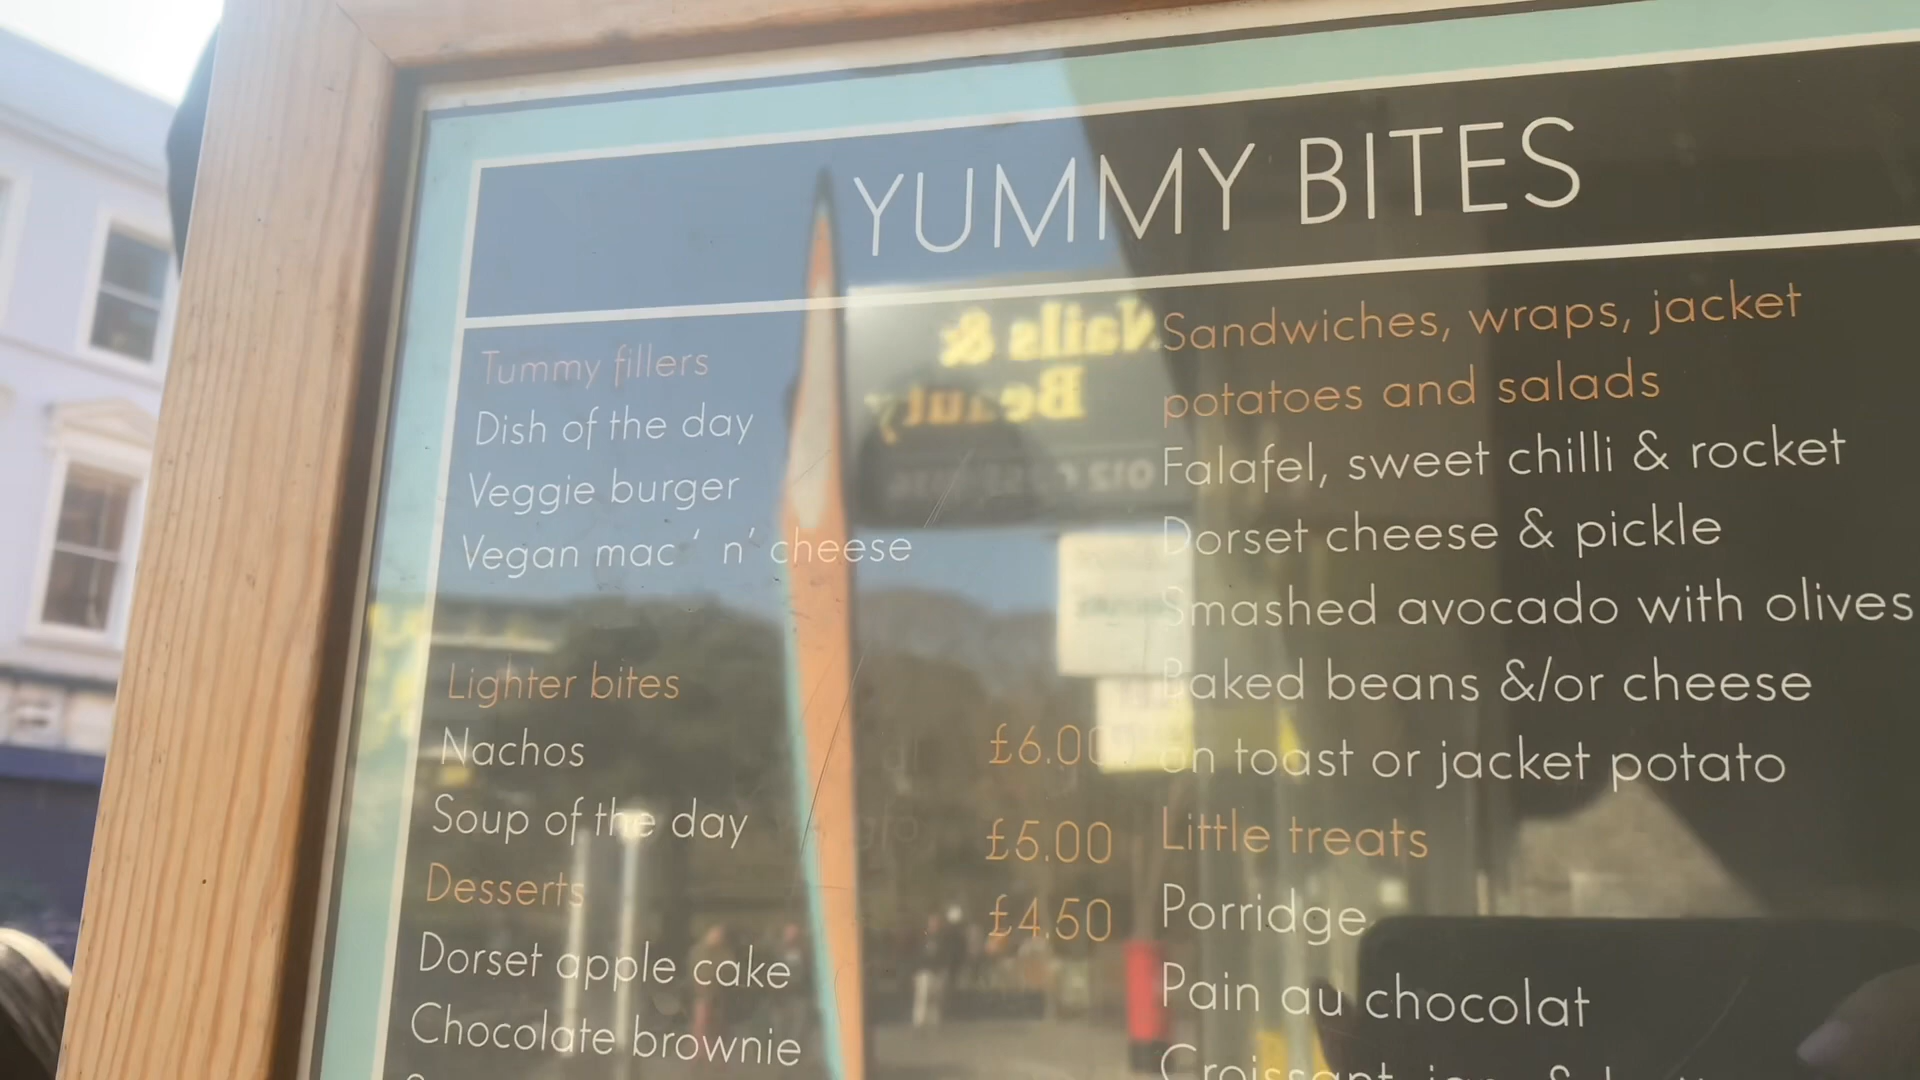 YUMMY BITES
Tummy fillers
Dish of the day
Veggie burger
Vegan mac ' n' cheese
Lighter bites
Nachos £6.00
Soup of the day £5.00
Desserts £4.50
Dorset apple cake
Chocolate brownie
Sandwiches, wraps, jacket
potatoes and salads
Falafel, sweet chilli & rocket
Dorset cheese & pickle
Smashed avocado with olives
Baked beans &/or cheese
on toast or jacket potato
Little treats
Porridge
Pain au chocolat
Croissant
Nails &
Beauty